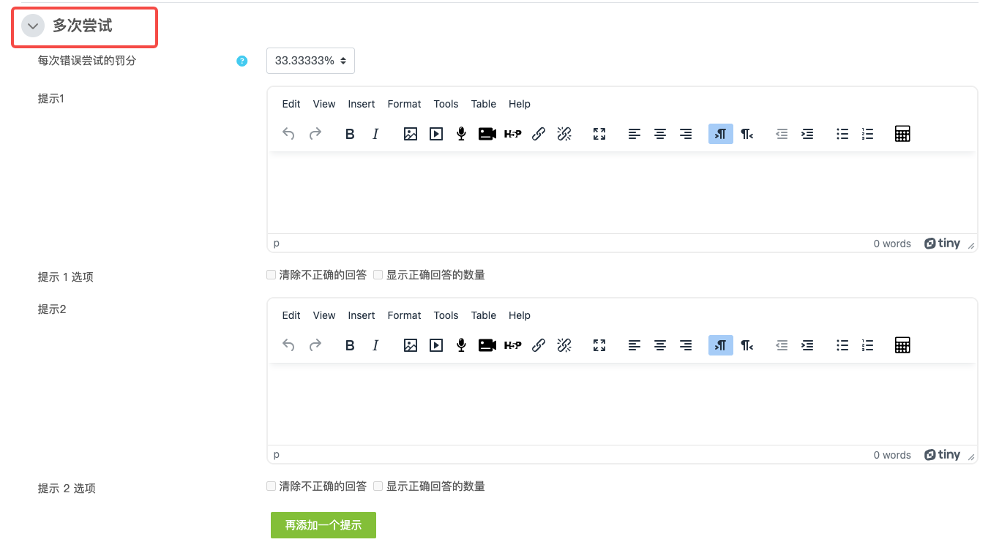 多次尝试
每次错误尝试的罚分 ? 33.33333%
提示1
Edit View Insert Format Tools Table Help
B I H5P
p 0 words tiny
提示 1 选项 清除不正确的回答 显示正确回答的数量
提示2
Edit View Insert Format Tools Table Help
B I H5P
p 0 words tiny
提示 2 选项 清除不正确的回答 显示正确回答的数量
再添加一个提示